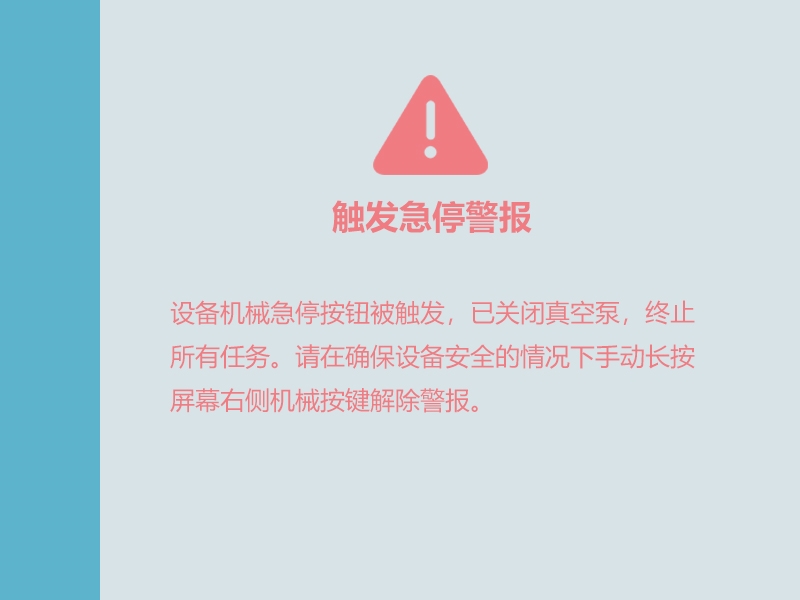 触发急停警报
设备机械急停按钮被触发，已关闭真空泵，终止
所有任务。请在确保设备安全的情况下手动长按
屏幕右侧机械按键解除警报。